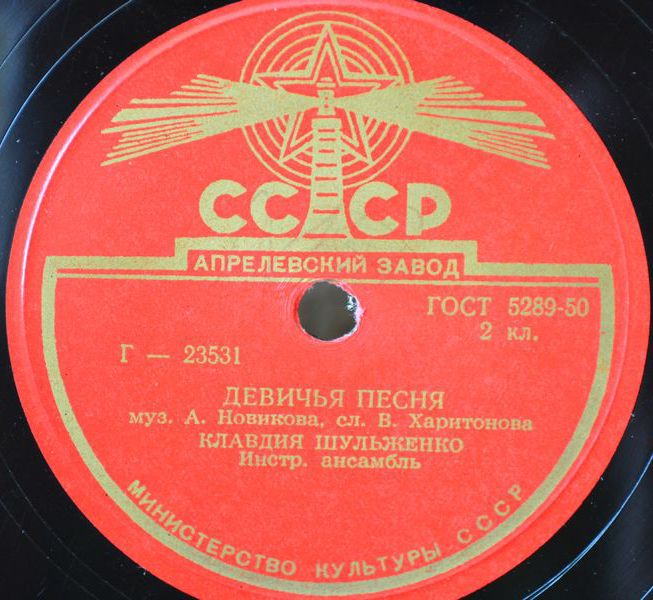 СССР
АПРЕЛЕВСКИЙ ЗАВОД
ГОСТ 5289-50
2 кл.
Г — 23531
ДЕВИЧЬЯ ПЕСНЯ
муз. А. Новикова, сл. В. Харитонова
КЛАВДИЯ ШУЛЬЖЕНКО
Инстр. ансамбль
МИНИСТЕРСТВО КУЛЬТУРЫ СССР